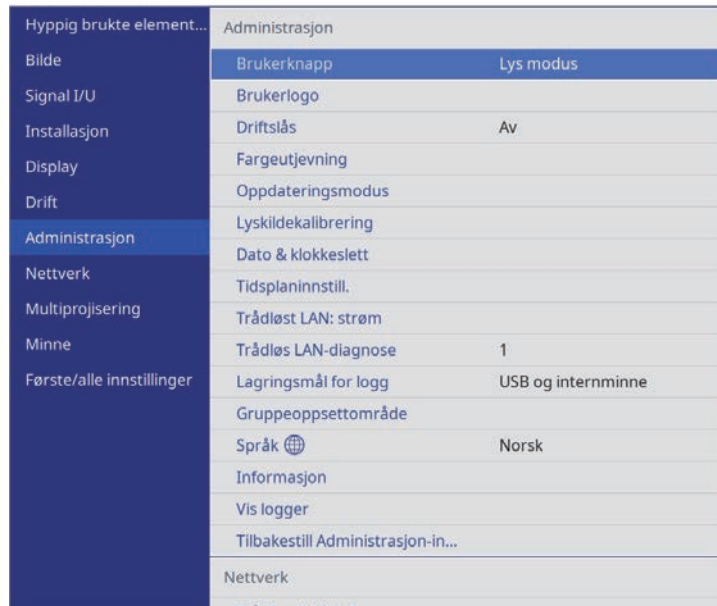 Hyppig brukte element...
Bilde
Signal I/U
Installasjon
Display
Drift
Administrasjon
Nettverk
Multiprojisering
Minne
Første/alle innstillinger
Administrasjon
Brukerknapp Lys modus
Brukerlogo
Driftslås Av
Fargeutjevning
Oppdateringsmodus
Lyskildekalibrering
Dato & klokkeslett
Tidsplaninnstill.
Trådløst LAN: strøm
Trådløs LAN-diagnose 1
Lagringsmål for logg USB og internminne
Gruppeoppsettområde
Språk Norsk
Informasjon
Vis logger
Tilbakestill Administrasjon-in...
Nettverk